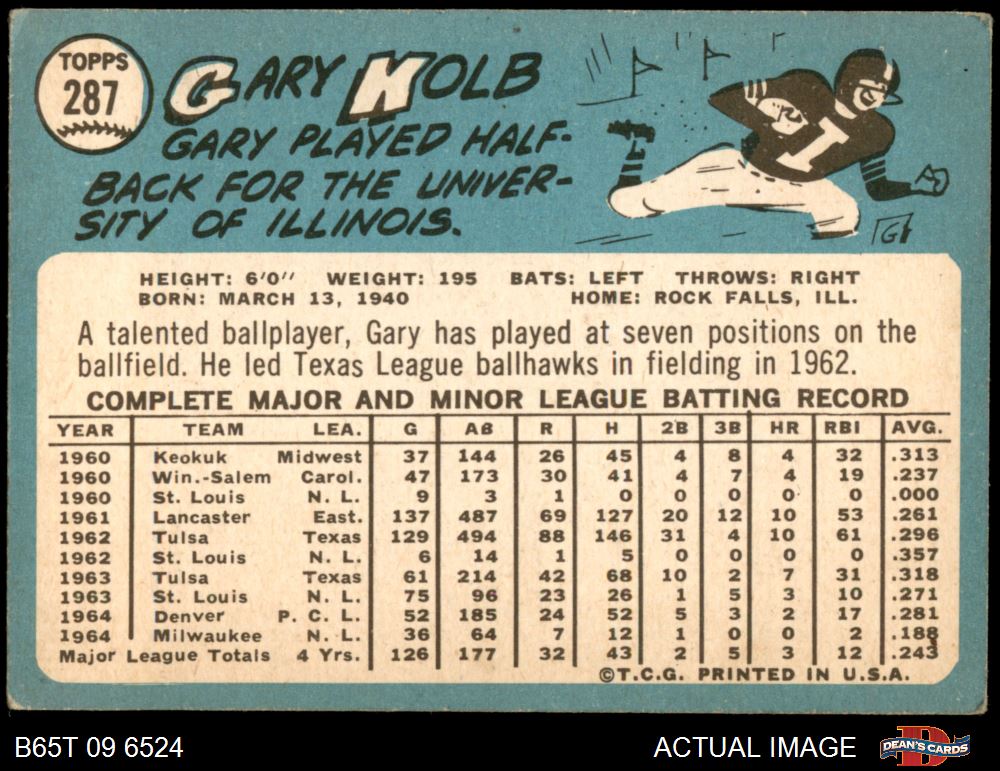 TOPPS
287
GARY KOLB
GARY PLAYED HALF-
BACK FOR THE UNIVER-
SITY OF ILLINOIS.
I
G
HEIGHT: 6'0" WEIGHT: 195 BATS: LEFT THROWS: RIGHT
BORN: MARCH 13, 1940 HOME: ROCK FALLS, ILL.
A talented ballplayer, Gary has played at seven positions on the
ballfield. He led Texas League ballhawks in fielding in 1962.
COMPLETE MAJOR AND MINOR LEAGUE BATTING RECORD
YEAR TEAM LEA. G AB R H 2B 3B HR RBI AVG.
1960 Keokuk Midwest 37 144 26 45 4 8 4 32 .313
1960 Win.-Salem Carol. 47 173 30 41 4 7 4 19 .237
1960 St. Louis N. L. 9 3 1 0 0 0 0 0 .000
1961 Lancaster East. 137 487 69 127 20 12 10 53 .261
1962 Tulsa Texas 129 494 88 146 31 4 10 61 .296
1962 St. Louis N. L. 6 14 1 5 0 0 0 0 .357
1963 Tulsa Texas 61 214 42 68 10 2 7 31 .318
1963 St. Louis N. L. 75 96 23 26 1 5 3 10 .271
1964 Denver P. C. L. 52 185 24 52 5 3 2 17 .281
1964 Milwaukee N. L. 36 64 7 12 1 0 0 2 .188
Major League Totals 4 Yrs. 126 177 32 43 2 5 3 12 .243
©T.C.G. PRINTED IN U.S.A.
B65T 09 6524 ACTUAL IMAGE D DEAN'S CARDS